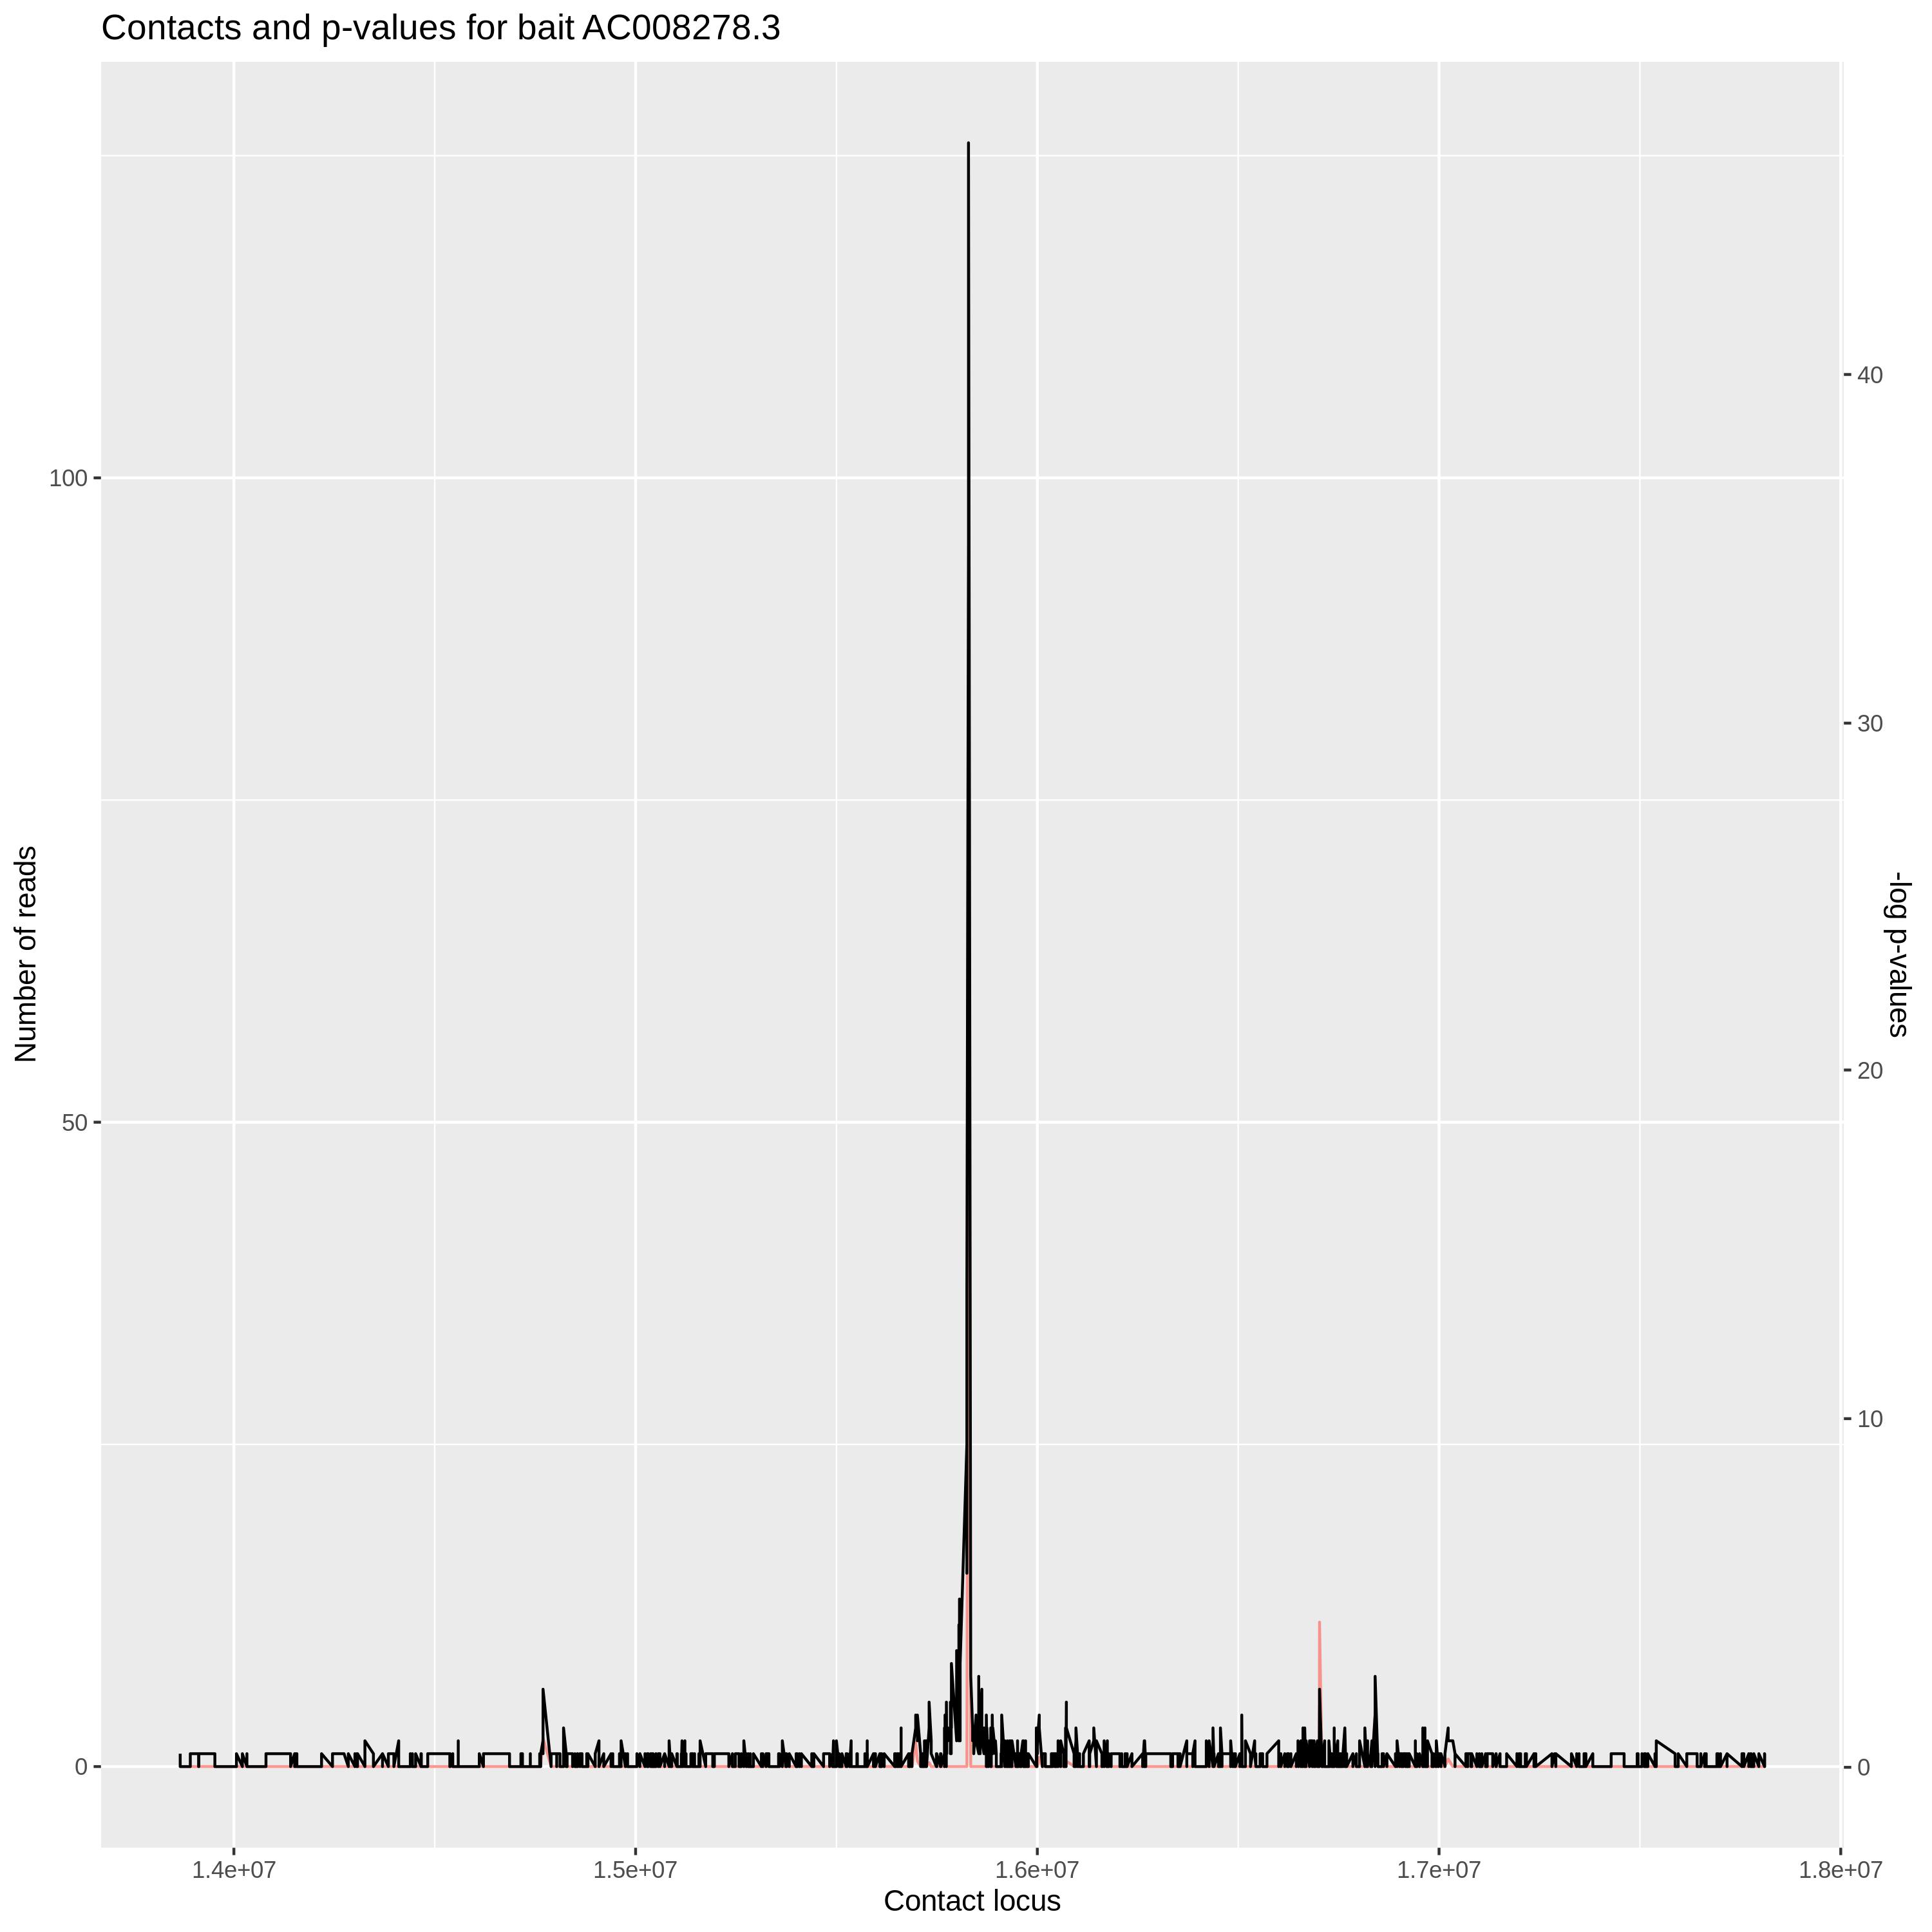 Contacts and p-values for bait AC008278.3
100
50
0
Number of reads
40
30
20
10
0
-log p-values
1.4e+07 1.5e+07 1.6e+07 1.7e+07 1.8e+07
Contact locus